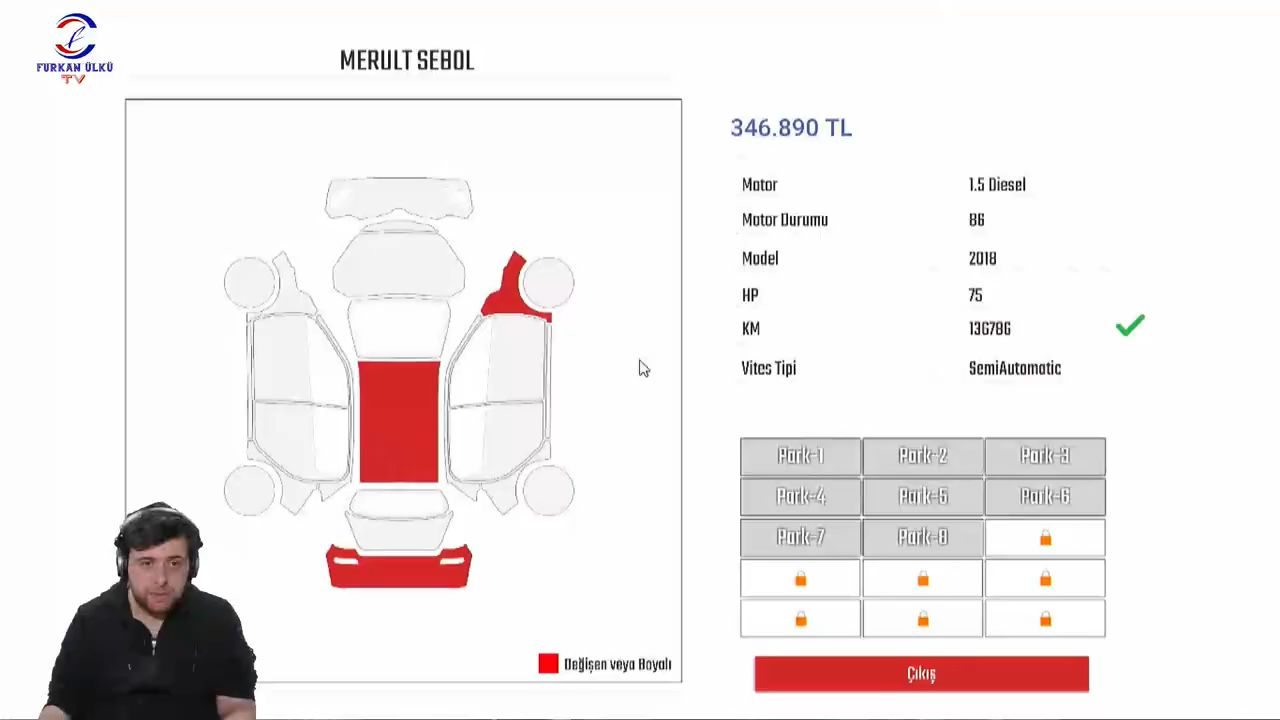 FURKAN ÜLKÜ
TV
MERULT SEBOL
346.890 TL
Motor 1.5 Diesel
Motor Durumu 86
Model 2018
HP 75
KM 136786
Vites Tipi SemiAutomatic
Park-1 Park-2 Park-3
Park-4 Park-5 Park-6
Park-7 Park-8
Değişen veya Boyalı
Çıkış